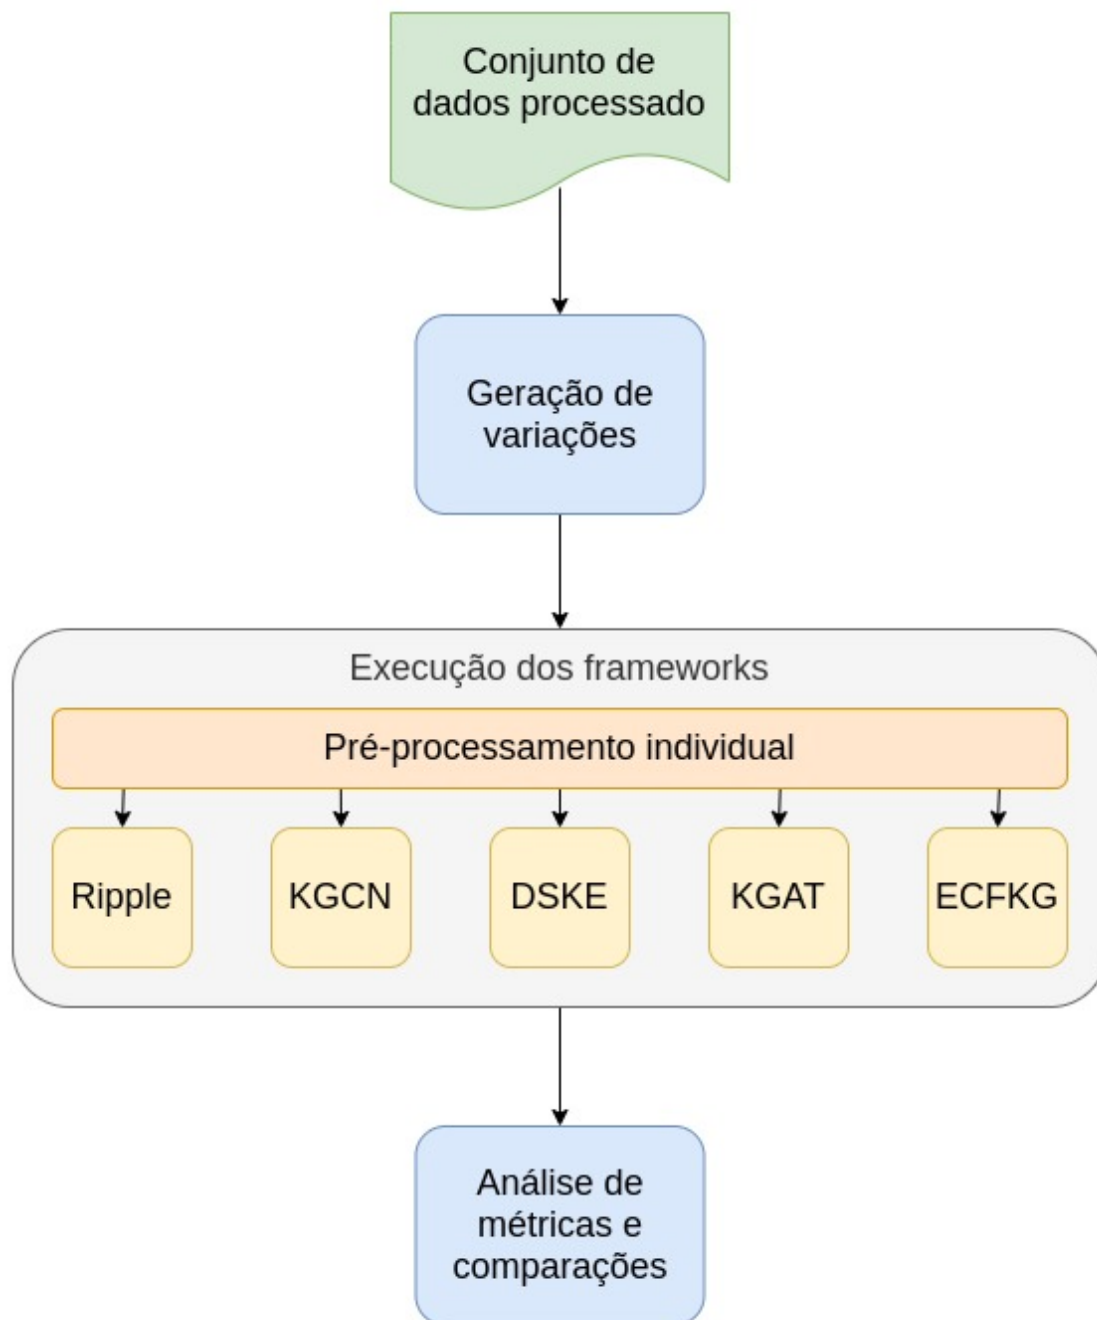 Conjunto de
dados processado
Geração de
variações
Execução dos frameworks
Pré-processamento individual
Ripple
KGCN
DSKE
KGAT
ECFKG
Análise de
métricas e
comparações